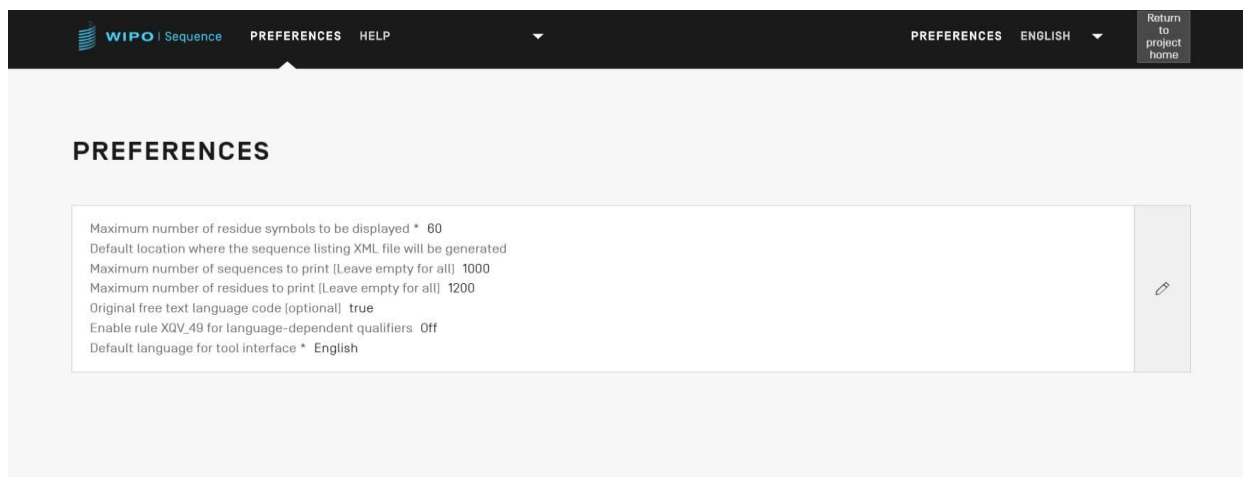 WIPO | Sequence PREFERENCES HELP PREFERENCES ENGLISH
Return
to
project
home
PREFERENCES
Maximum number of residue symbols to be displayed * 60
Default location where the sequence listing XML file will be generated
Maximum number of sequences to print (Leave empty for all) 1000
Maximum number of residues to print (Leave empty for all) 1200
Original free text language code (optional) true
Enable rule XQV_49 for language-dependent qualifiers Off
Default language for tool interface * English